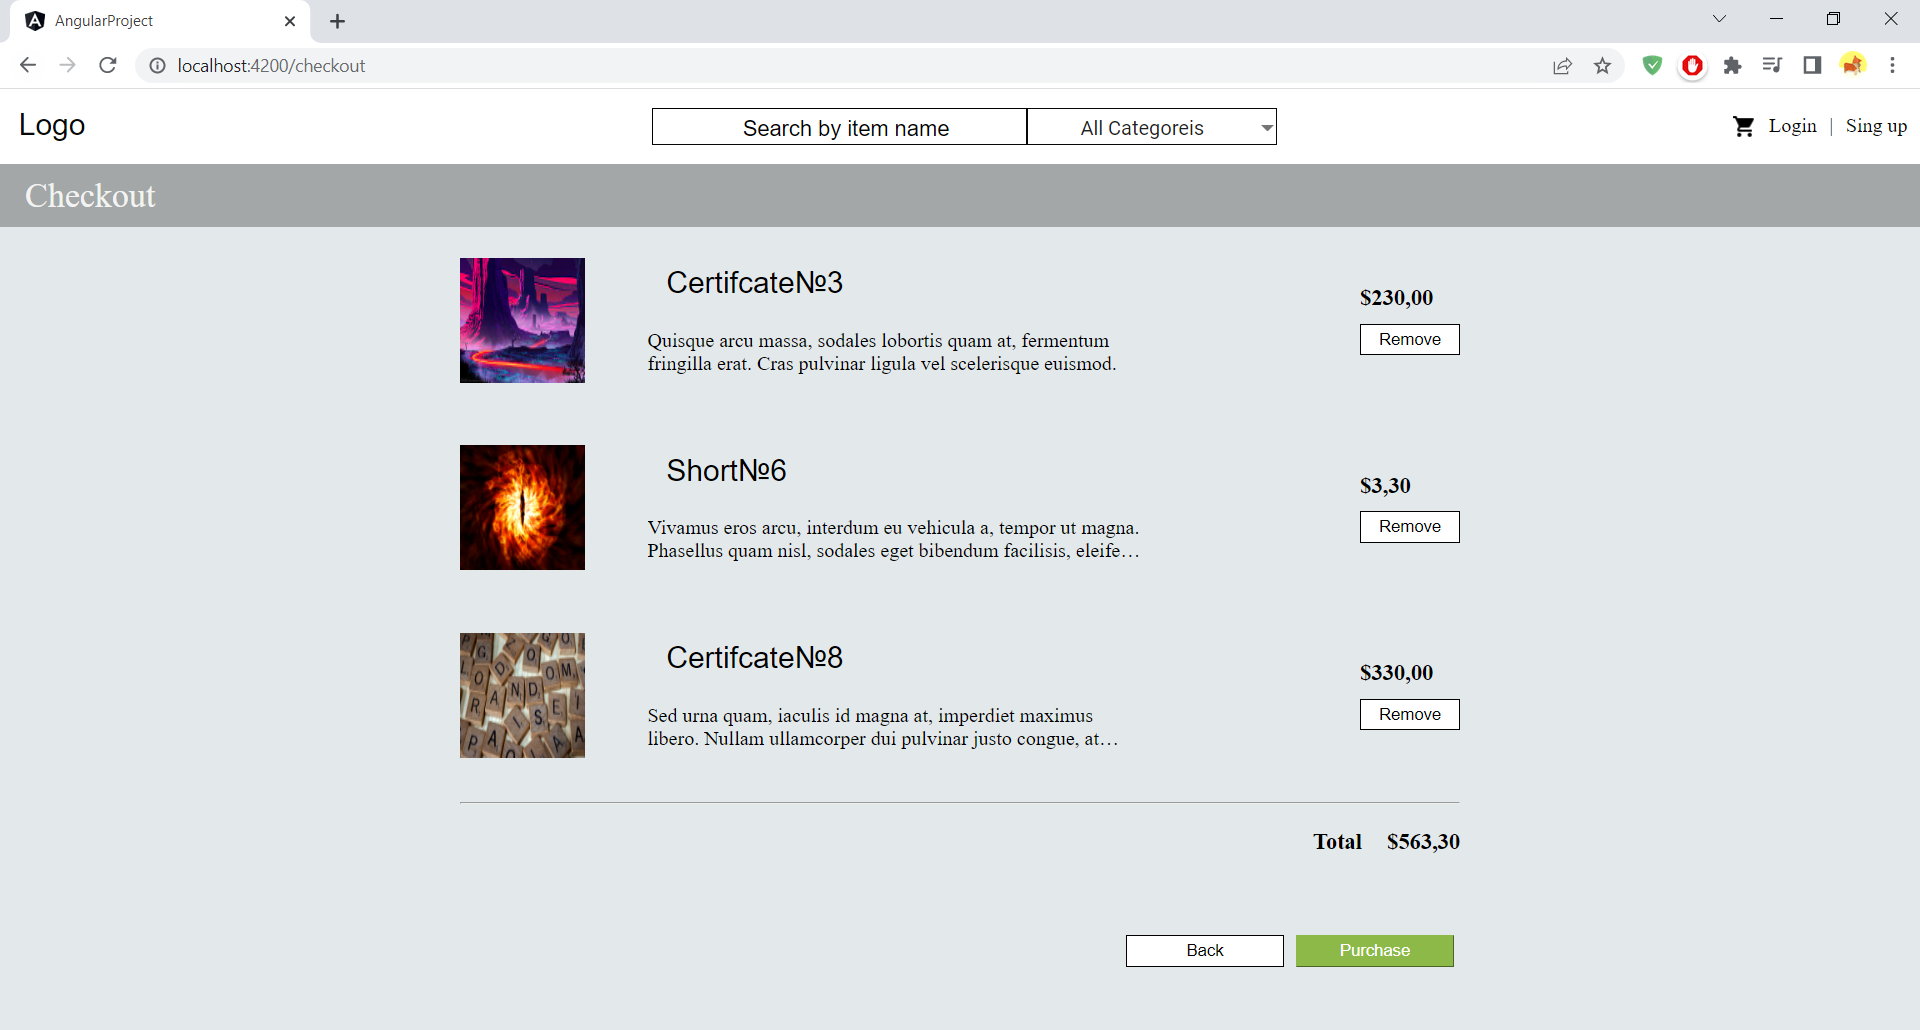 AngularProject
localhost:4200/checkout
Logo
Search by item name
All Categoreis
Login | Sing up
Checkout
Certifcate№3
$230,00
Quisque arcu massa, sodales lobortis quam at, fermentum
fringilla erat. Cras pulvinar ligula vel scelerisque euismod.
Remove
Short№6
$3,30
Vivamus eros arcu, interdum eu vehicula a, tempor ut magna.
Phasellus quam nisl, sodales eget bibendum facilisis, eleife…
Remove
Certifcate№8
$330,00
Sed urna quam, iaculis id magna at, imperdiet maximus
libero. Nullam ullamcorper dui pulvinar justo congue, at…
Remove
Total $563,30
Back
Purchase